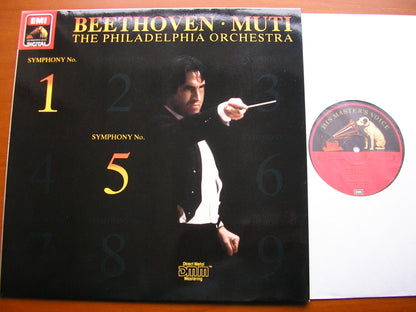 EMI
DIGITAL
BEETHOVEN · MUTI
THE PHILADELPHIA ORCHESTRA
SYMPHONY No.
1 2 3
SYMPHONY No.
4 5 6
7 8 9
Direct Metal
DMM
Mastering
HIS MASTER'S VOICE
EMI